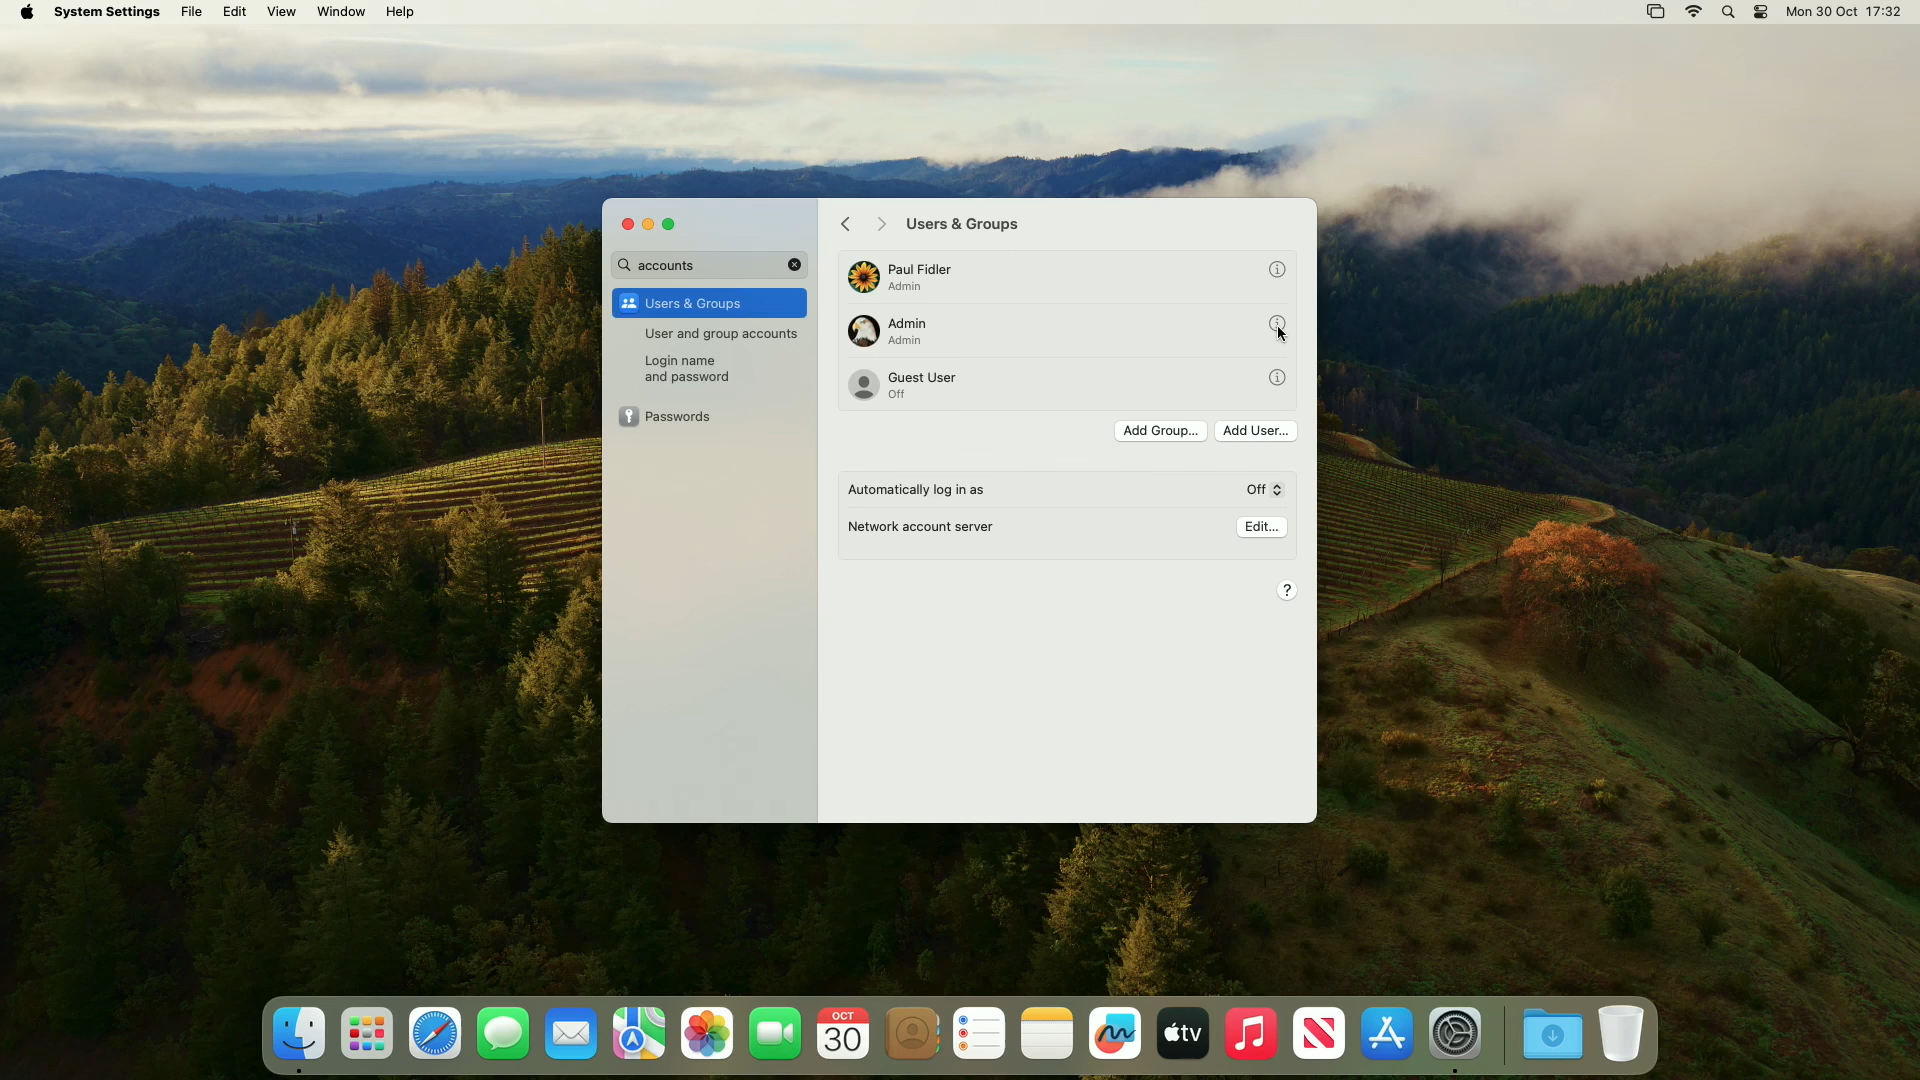 System Settings File Edit View Window Help Mon 30 Oct 17:32
accounts
Users & Groups
User and group accounts
Login name
and password
Passwords
Users & Groups
Paul Fidler
Admin
Admin
Admin
Guest User
Off
Add Group... Add User...
Automatically log in as Off
Network account server Edit...
?
OCT
30
tv